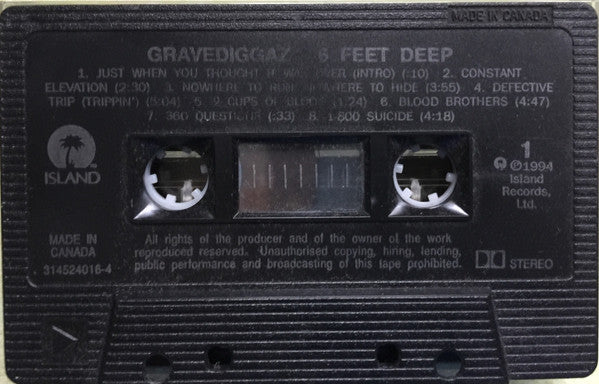 MADE IN CANADA
GRAVEDIGGAZ 6 FEET DEEP
1. JUST WHEN YOU THOUGHT IT WAS OVER (INTRO) (:10) 2. CONSTANT
ELEVATION (2:30) 3. NOWHERE TO RUN, NOWHERE TO HIDE (3:55) 4. DEFECTIVE
TRIP (TRIPPIN') (5:04) 5. 2 CUPS OF BLOOD (1:24) 6. BLOOD BROTHERS (4:47)
7. 360 QUESTIONS (:33) 8. 1-800 SUICIDE (4:18)
ISLAND
MADE IN
CANADA
314524016-4
1
℗©1994
Island
Records,
Ltd.
All rights of the producer and of the owner of the work
reproduced reserved. Unauthorised copying, hiring, lending,
public performance and broadcasting of this tape prohibited.
STEREO